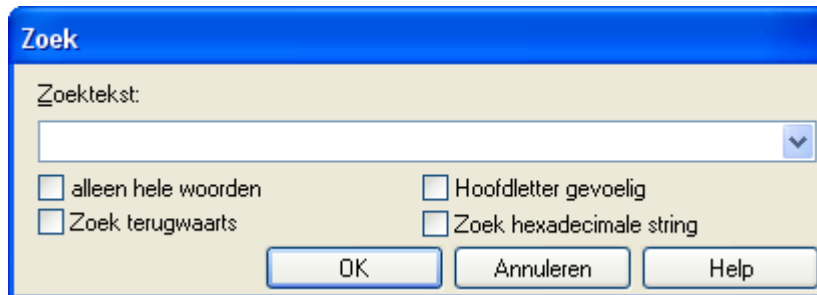 Zoek
Zoektekst:
alleen hele woorden
Hoofdletter gevoelig
Zoek terugwaarts
Zoek hexadecimale string
OK
Annuleren
Help